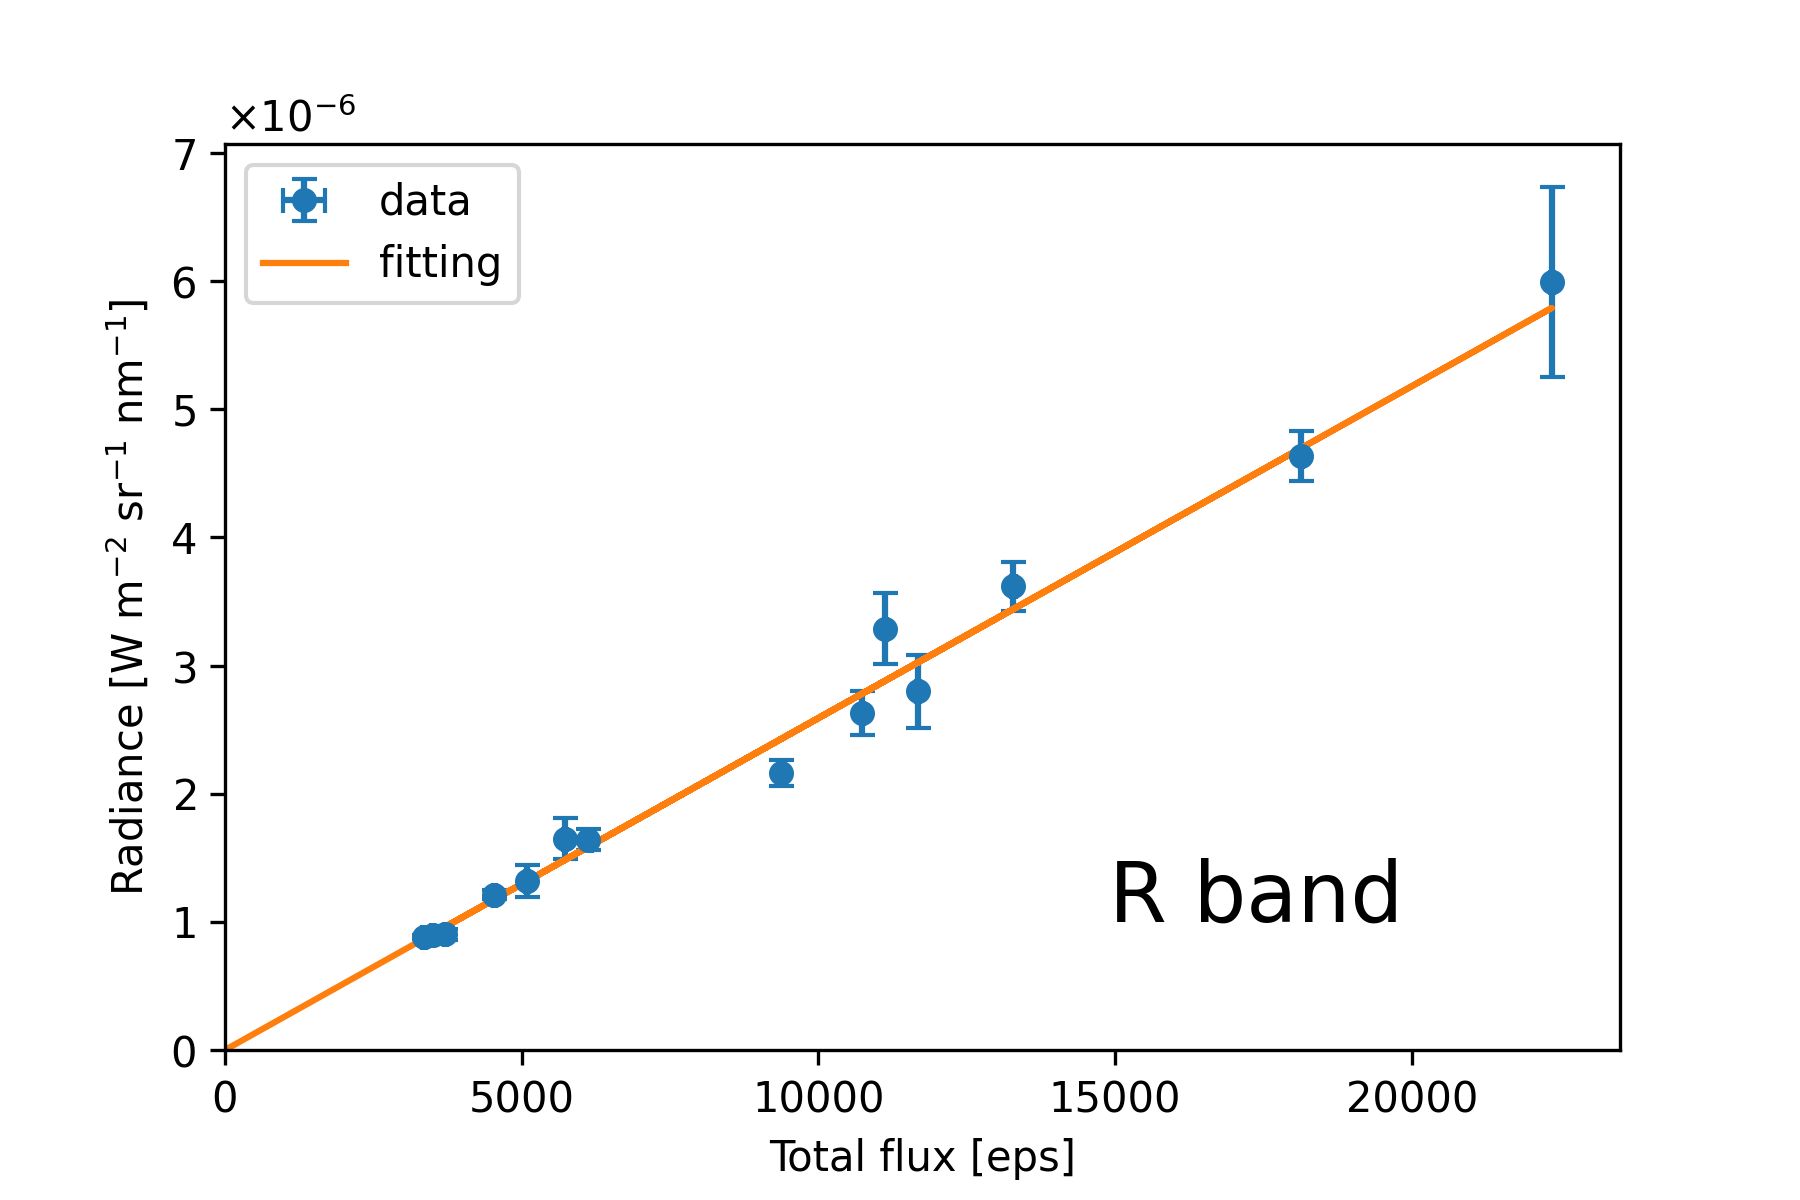 ×10⁻⁶
7
6
5
4
3
2
1
0
Radiance [W m⁻² sr⁻¹ nm⁻¹]
data
fitting
R band
0 5000 10000 15000 20000
Total flux [eps]